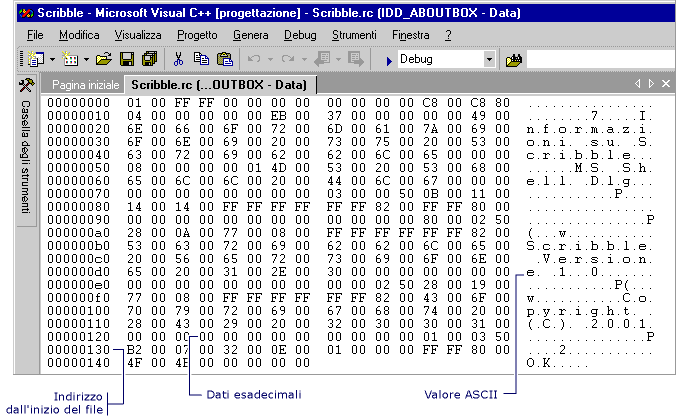 Scribble - Microsoft Visual C++ [progettazione] - Scribble.rc (IDD_ABOUTBOX - Data)
File Modifica Visualizza Progetto Genera Debug Strumenti Finestra ?
Debug
Pagina iniziale Scribble.rc (...OUTBOX - Data)
Casella degli strumenti
00000000 01 00 FF FF 00 00 00 00 00 00 00 00 C8 00 C8 80 ................
00000010 04 00 00 00 00 00 EB 00 37 00 00 00 00 00 49 00 ........7.....I.
00000020 6E 00 66 00 6F 00 72 00 6D 00 61 00 7A 00 69 00 n.f.o.r.m.a.z.i.
00000030 6F 00 6E 00 69 00 20 00 73 00 75 00 20 00 53 00 o.n.i. .s.u. .S.
00000040 63 00 72 00 69 00 62 00 62 00 6C 00 65 00 00 00 c.r.i.b.b.l.e...
00000050 08 00 00 00 00 01 4D 00 53 00 20 00 53 00 68 00 ......M.S. .S.h.
00000060 65 00 6C 00 6C 00 20 00 44 00 6C 00 67 00 00 00 e.l.l. .D.l.g...
00000070 00 00 00 00 00 00 00 00 03 00 00 50 0B 00 11 00 ...........P....
00000080 14 00 14 00 FF FF FF FF FF FF 82 00 FF FF 80 00 ................
00000090 00 00 00 00 00 00 00 00 00 00 00 00 80 00 02 50 ...............P
000000a0 28 00 0A 00 77 00 08 00 FF FF FF FF FF FF 82 00 (...w...........
000000b0 53 00 63 00 72 00 69 00 62 00 62 00 6C 00 65 00 S.c.r.i.b.b.l.e.
000000c0 20 00 56 00 65 00 72 00 73 00 69 00 6F 00 6E 00 .V.e.r.s.i.o.n.
000000d0 65 00 20 00 31 00 2E 00 30 00 00 00 00 00 00 00 e. .1...0.......
000000e0 00 00 00 00 00 00 00 00 00 00 02 50 28 00 19 00 ...........P(...
000000f0 77 00 08 00 FF FF FF FF FF FF 82 00 43 00 6F 00 w...........C.o.
00000100 70 00 79 00 72 00 69 00 67 00 68 00 74 00 20 00 p.y.r.i.g.h.t. .
00000110 28 00 43 00 29 00 20 00 32 00 30 00 30 00 31 00 (.C.). .2.0.0.1.
00000120 00 00 00 00 00 00 00 00 00 00 00 00 01 00 03 50 ...............P
00000130 B2 00 07 00 32 00 0E 00 01 00 00 00 FF FF 80 00 ....2...........
00000140 4F 00 4B 00 00 00 00 00 O.K.....
Indirizzo
dall'inizio del file
Dati esadecimali
Valore ASCII